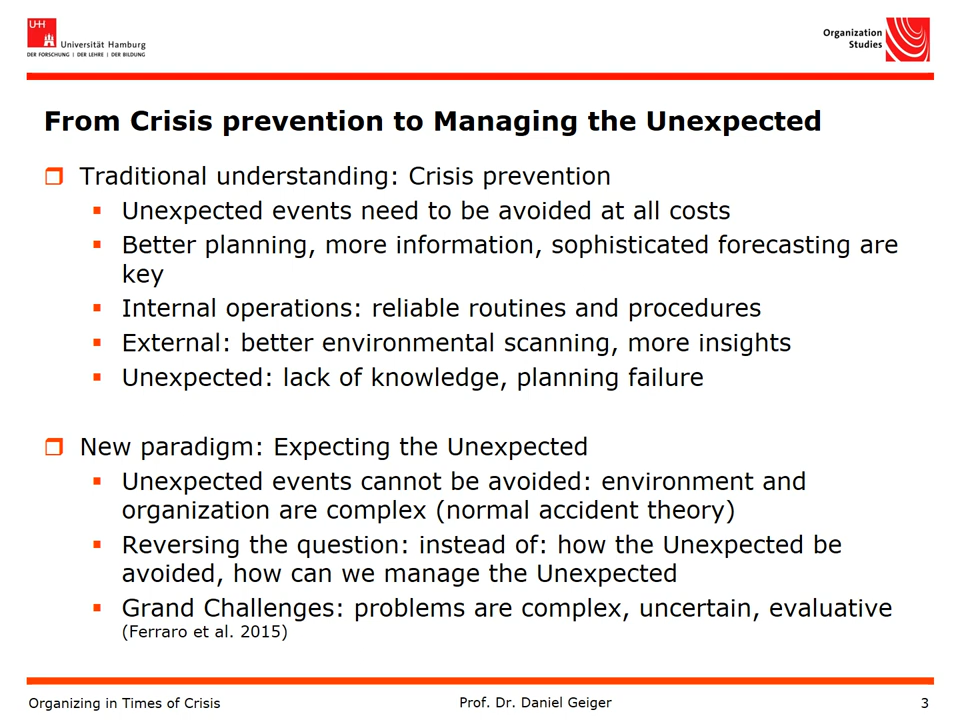 UHH
Universität Hamburg
DER FORSCHUNG | DER LEHRE | DER BILDUNG
Organization
Studies
From Crisis prevention to Managing the Unexpected
Traditional understanding: Crisis prevention
Unexpected events need to be avoided at all costs
Better planning, more information, sophisticated forecasting are
key
Internal operations: reliable routines and procedures
External: better environmental scanning, more insights
Unexpected: lack of knowledge, planning failure
New paradigm: Expecting the Unexpected
Unexpected events cannot be avoided: environment and
organization are complex (normal accident theory)
Reversing the question: instead of: how the Unexpected be
avoided, how can we manage the Unexpected
Grand Challenges: problems are complex, uncertain, evaluative
(Ferraro et al. 2015)
Organizing in Times of Crisis
Prof. Dr. Daniel Geiger
3